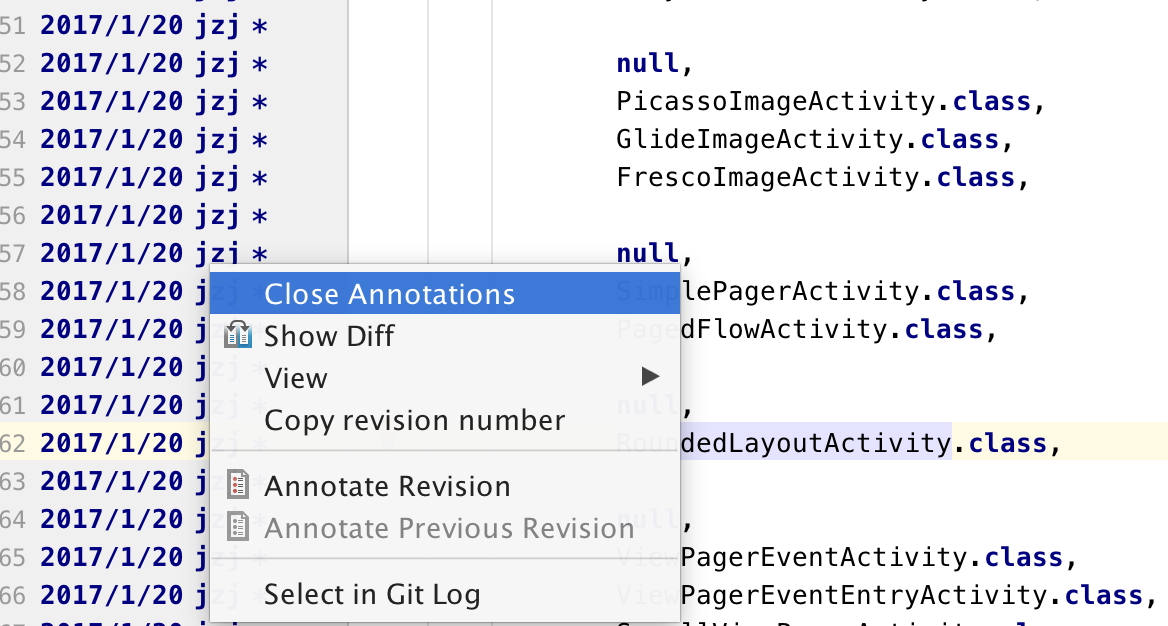 51 2017/1/20 jzj *
52 2017/1/20 jzj * null,
53 2017/1/20 jzj * PicassoImageActivity.class,
54 2017/1/20 jzj * GlideImageActivity.class,
55 2017/1/20 jzj * FrescoImageActivity.class,
56 2017/1/20 jzj *
57 2017/1/20 jzj * null,
58 2017/1/20 jzj * SimplePagerActivity.class,
Close Annotations
59 2017/1/20 jzj * PagedFlowActivity.class,
Show Diff
60 2017/1/20 jzj *
View
61 2017/1/20 jzj * null,
Copy revision number
62 2017/1/20 jzj * RoundedLayoutActivity.class,
63 2017/1/20 jzj *
Annotate Revision
64 2017/1/20 jzj * null,
Annotate Previous Revision
65 2017/1/20 jzj * ViewPagerEventActivity.class,
66 2017/1/20 jzj * ViewPagerEventEntryActivity.class,
Select in Git Log